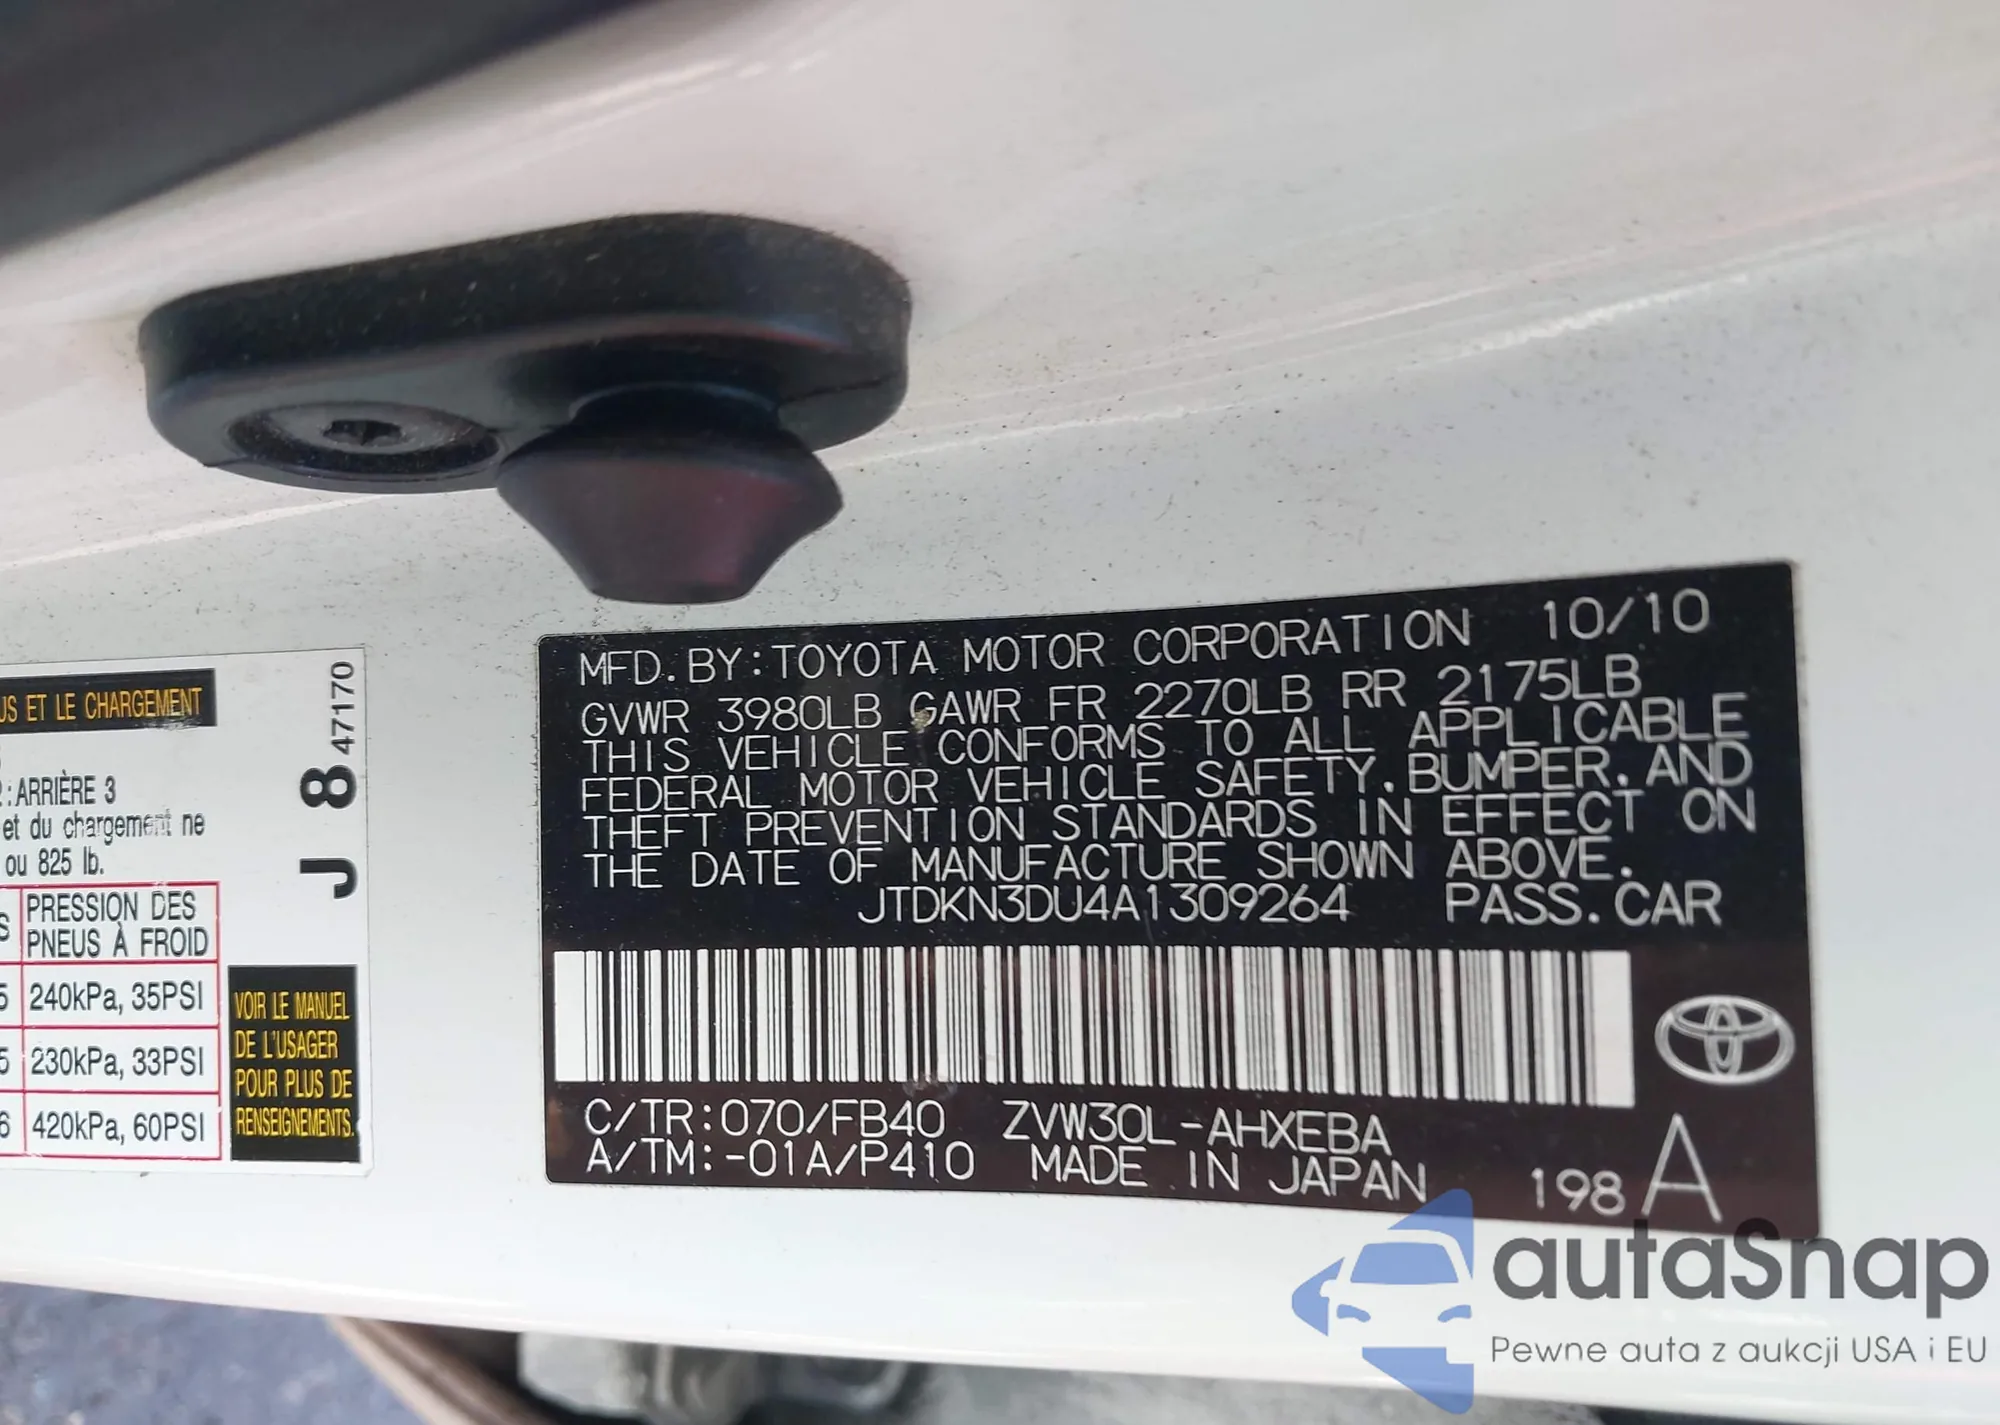 US ET LE CHARGEMENT
:ARRIÈRE 3
et du chargement ne
ou 825 lb.
PRESSION DES
PNEUS À FROID
5 240kPa, 35PSI
5 230kPa, 33PSI
6 420kPa, 60PSI
J 8 47170
VOIR LE MANUEL
DE L'USAGER
POUR PLUS DE
RENSEIGNEMENTS.
MFD. BY:TOYOTA MOTOR CORPORATION 10/10
GVWR 3980LB GAWR FR 2270LB RR 2175LB
THIS VEHICLE CONFORMS TO ALL APPLICABLE
FEDERAL MOTOR VEHICLE SAFETY.BUMPER.AND
THEFT PREVENTION STANDARDS IN EFFECT ON
THE DATE OF MANUFACTURE SHOWN ABOVE.
JTDKN3DU4A1309264 PASS.CAR
C/TR:070/FB40 ZVW30L-AHXEBA
A/TM:-01A/P410 MADE IN JAPAN 198 A
autaSnap
Pewne auta z aukcji USA i EU